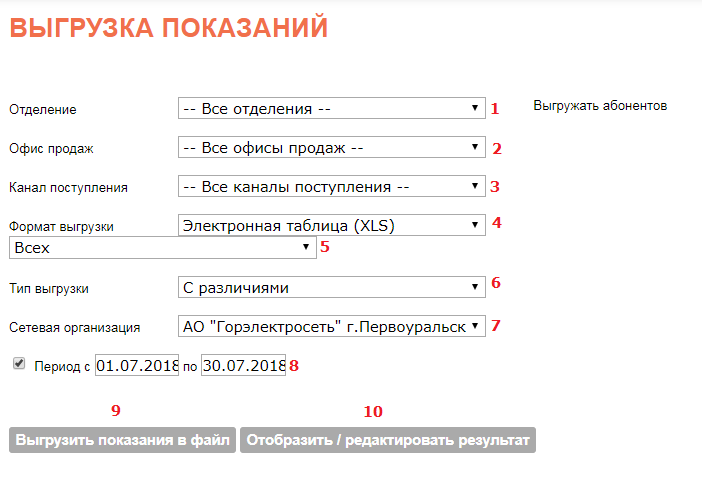 ВЫГРУЗКА ПОКАЗАНИЙ
Отделение -- Все отделения -- 1 Выгружать абонентов
Офис продаж -- Все офисы продаж -- 2
Канал поступления -- Все каналы поступления -- 3
Формат выгрузки Электронная таблица (XLS) 4
Всех 5
Тип выгрузки С различиями 6
Сетевая организация АО "Горэлектросеть" г.Первоуральск 7
Период с 01.07.2018 по 30.07.2018 8
9 10
Выгрузить показания в файл Отобразить / редактировать результат